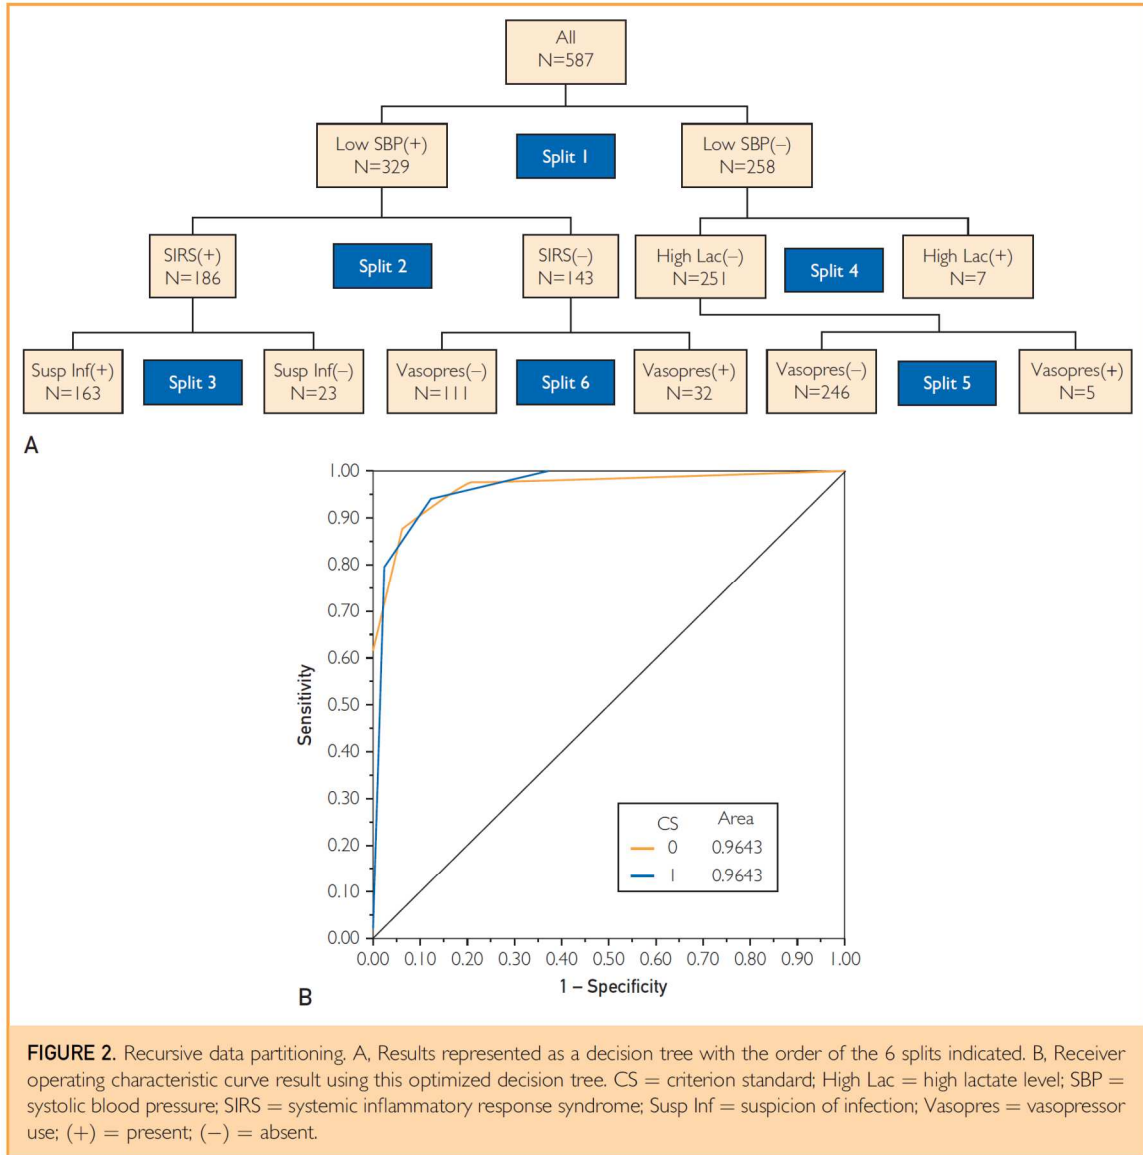 All
N=587
Low SBP(+)
N=329
Split 1
Low SBP(–)
N=258
SIRS(+)
N=186
Split 2
SIRS(–)
N=143
High Lac(–)
N=251
Split 4
High Lac(+)
N=7
Susp Inf(+)
N=163
Split 3
Susp Inf(–)
N=23
Vasopres(–)
N=111
Split 6
Vasopres(+)
N=32
Vasopres(–)
N=246
Split 5
Vasopres(+)
N=5
A
1.00
0.90
0.80
0.70
0.60
0.50
0.40
0.30
0.20
0.10
0.00
Sensitivity
CS Area
0 0.9643
1 0.9643
0.00 0.10 0.20 0.30 0.40 0.50 0.60 0.70 0.80 0.90 1.00
1 – Specificity
B
FIGURE 2. Recursive data partitioning. A, Results represented as a decision tree with the order of the 6 splits indicated. B, Receiver
operating characteristic curve result using this optimized decision tree. CS = criterion standard; High Lac = high lactate level; SBP =
systolic blood pressure; SIRS = systemic inflammatory response syndrome; Susp Inf = suspicion of infection; Vasopres = vasopressor
use; (+) = present; (−) = absent.